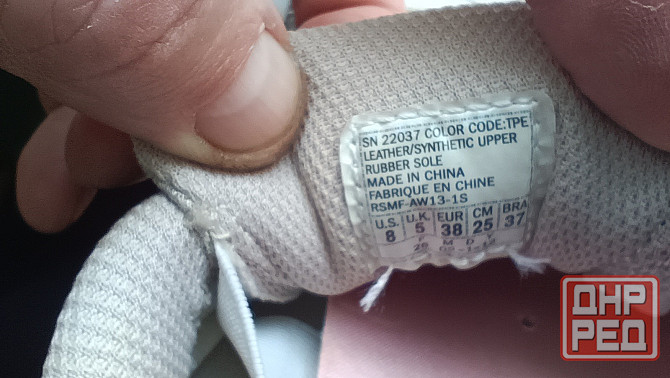 SN 22037 COLOR CODE:TPE
LEATHER/SYNTHETIC UPPER
RUBBER SOLE
MADE IN CHINA
FABRIQUE EN CHINE
RSMF-AW13-1S
U.S. U.K. EUR CM BRA
8 5 38 25 37
M D
ДНР
РЕД